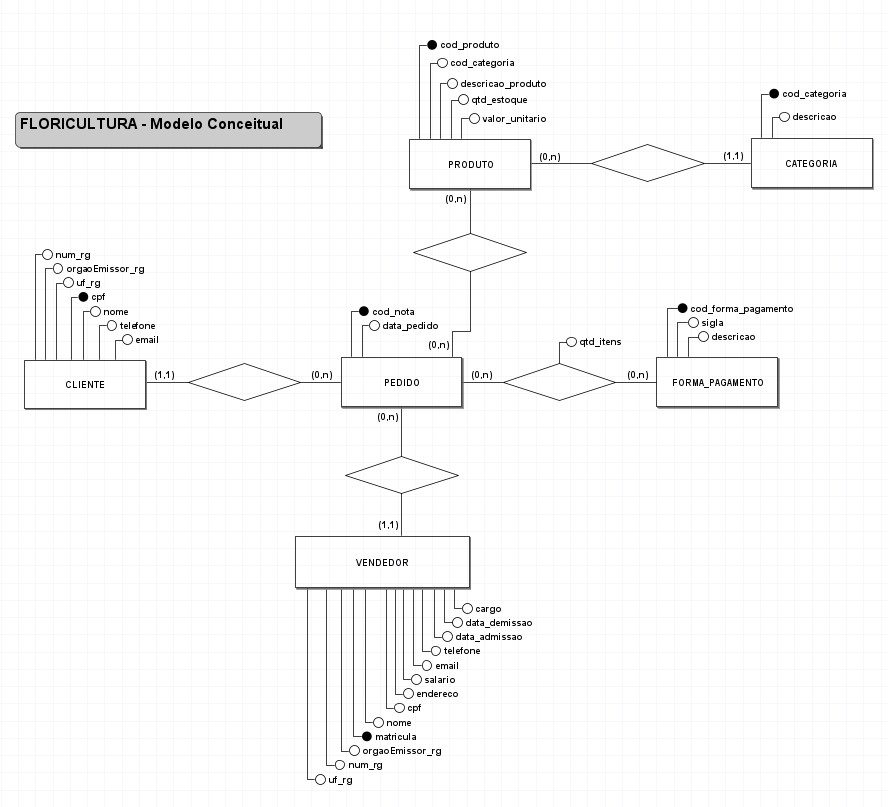 FLORICULTURA - Modelo Conceitual
cod_produto
cod_categoria
descricao_produto
qtd_estoque
valor_unitario
PRODUTO
(0,n)
(1,1)
cod_categoria
descricao
CATEGORIA
(0,n)
(0,n)
num_rg
orgaoEmissor_rg
uf_rg
cpf
nome
telefone
email
CLIENTE
(1,1)
(0,n)
cod_nota
data_pedido
PEDIDO
(0,n)
qtd_itens
(0,n)
cod_forma_pagamento
sigla
descricao
FORMA_PAGAMENTO
(0,n)
(1,1)
VENDEDOR
cargo
data_demissao
data_admissao
telefone
email
salario
endereco
cpf
nome
matricula
orgaoEmissor_rg
num_rg
uf_rg